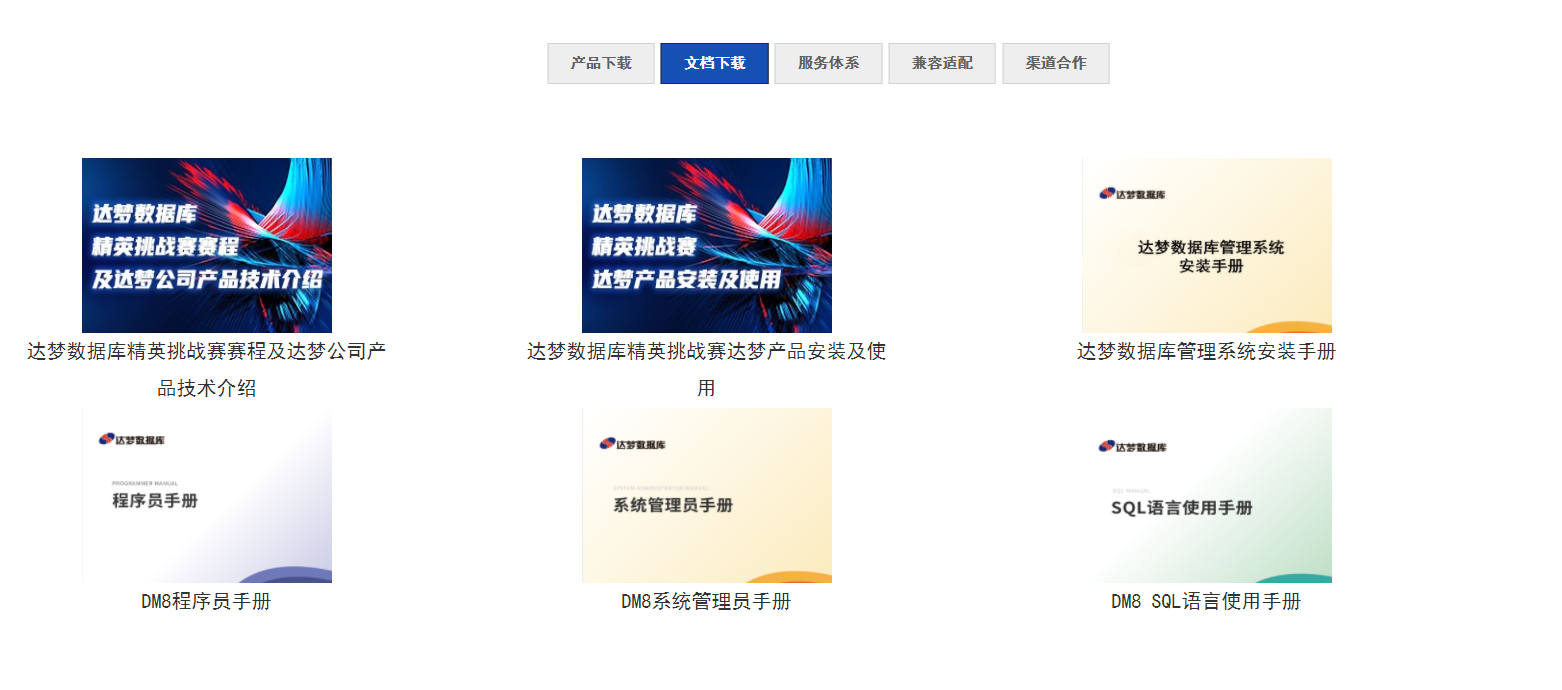 产品下载
文档下载
服务体系
兼容适配
渠道合作
达梦数据库
精英挑战赛赛程
及达梦公司产品技术介绍
达梦数据库精英挑战赛赛程及达梦公司产
品技术介绍
达梦数据库
精英挑战赛
达梦产品安装及使用
达梦数据库精英挑战赛达梦产品安装及使
用
达梦数据库
达梦数据库管理系统
安装手册
达梦数据库管理系统安装手册
达梦数据库
PROGRAMMER MANUAL
程序员手册
DM8程序员手册
达梦数据库
SYSTEM ADMINISTRATOR MANUAL
系统管理员手册
DM8系统管理员手册
达梦数据库
SQL MANUAL
SQL语言使用手册
DM8 SQL语言使用手册